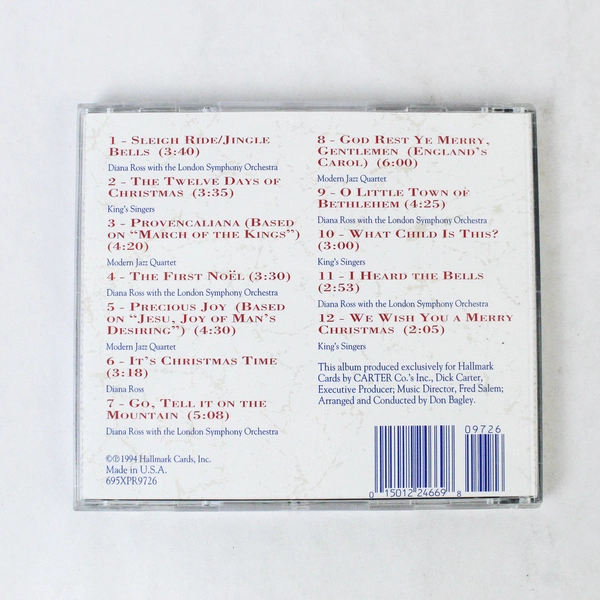 1 - Sleigh Ride/Jingle
Bells (3:40)
Diana Ross with the London Symphony Orchestra
2 - The Twelve Days of
Christmas (3:35)
King's Singers
3 - Provencaliana (Based
on "March of the Kings")
(4:20)
Modern Jazz Quartet
4 - The First Noël (3:30)
Diana Ross with the London Symphony Orchestra
5 - Precious Joy (Based
on "Jesu, Joy of Man's
Desiring") (4:30)
Modern Jazz Quartet
6 - It's Christmas Time
(3:18)
Diana Ross
7 - Go, Tell it on the
Mountain (5:08)
Diana Ross with the London Symphony Orchestra
©℗1994 Hallmark Cards, Inc.
Made in U.S.A.
695XPR9726
8 - God Rest Ye Merry,
Gentlemen (England's
Carol) (6:00)
Modern Jazz Quartet
9 - O Little Town of
Bethlehem (4:25)
Diana Ross with the London Symphony Orchestra
10 - What Child Is This?
(3:00)
King's Singers
11 - I Heard the Bells
(2:53)
Diana Ross with the London Symphony Orchestra
12 - We Wish You a Merry
Christmas (2:05)
King's Singers
This album produced exclusively for Hallmark
Cards by CARTER Co.'s Inc., Dick Carter,
Executive Producer; Music Director, Fred Salem;
Arranged and Conducted by Don Bagley.
09726
0 15012 24669 8